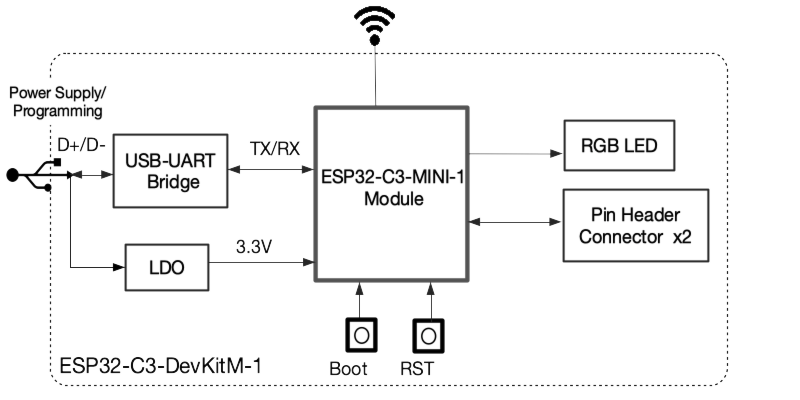 Power Supply/
Programming
D+/D-
USB-UART
Bridge
TX/RX
ESP32-C3-MINI-1
Module
RGB LED
Pin Header
Connector x2
LDO
3.3V
Boot
RST
ESP32-C3-DevKitM-1